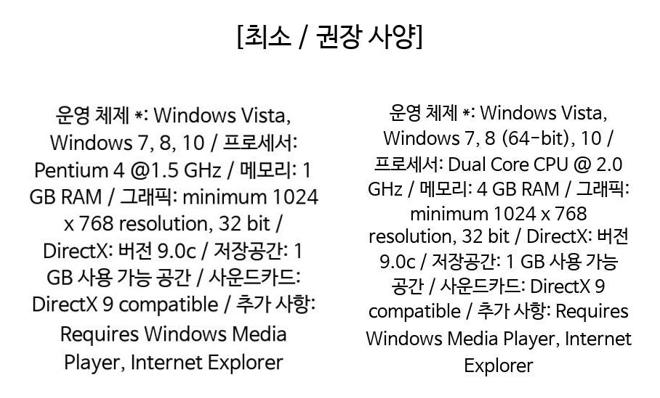 [최소 / 권장 사양]
운영 체제 *: Windows Vista,
Windows 7, 8, 10 / 프로세서:
Pentium 4 @1.5 GHz / 메모리: 1
GB RAM / 그래픽: minimum 1024
x 768 resolution, 32 bit /
DirectX: 버전 9.0c / 저장공간: 1
GB 사용 가능 공간 / 사운드카드:
DirectX 9 compatible / 추가 사항:
Requires Windows Media
Player, Internet Explorer
운영 체제 *: Windows Vista,
Windows 7, 8 (64-bit), 10 /
프로세서: Dual Core CPU @ 2.0
GHz / 메모리: 4 GB RAM / 그래픽:
minimum 1024 x 768
resolution, 32 bit / DirectX: 버전
9.0c / 저장공간: 1 GB 사용 가능
공간 / 사운드카드: DirectX 9
compatible / 추가 사항: Requires
Windows Media Player, Internet
Explorer